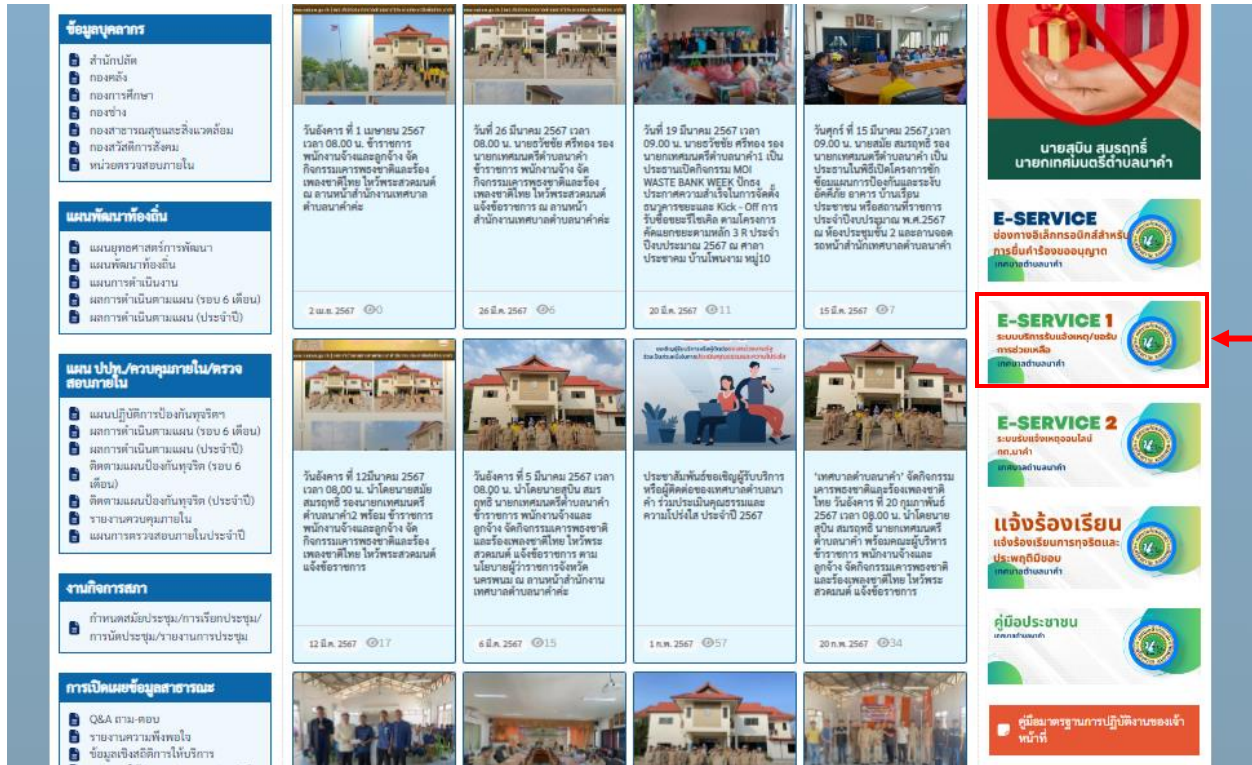 ข้อมูลบุคลากร
สำนักปลัด
กองคลัง
กองการศึกษา
กองช่าง
กองสาธารณสุขและสิ่งแวดล้อม
กองสวัสดิการสังคม
หน่วยตรวจสอบภายใน
แผนพัฒนาท้องถิ่น
แผนยุทธศาสตร์การพัฒนา
แผนพัฒนาท้องถิ่น
แผนการดำเนินงาน
ผลการดำเนินตามแผน (รอบ 6 เดือน)
ผลการดำเนินตามแผน (ประจำปี)
แผน ปปท./ควบคุมภายใน/ตรวจ
สอบภายใน
แผนปฏิบัติการป้องกันทุจริตฯ
ผลการดำเนินตามแผน (รอบ 6 เดือน)
ผลการดำเนินตามแผน (ประจำปี)
ติดตามแผนป้องกันทุจริต (รอบ 6
เดือน)
ติดตามแผนป้องกันทุจริต (ประจำปี)
รายงานควบคุมภายใน
แผนการตรวจสอบภายในประจำปี
งานกิจการสภา
กำหนดสมัยประชุม/การเรียกประชุม/
การนัดประชุม/รายงานการประชุม
การเปิดเผยข้อมูลสาธารณะ
Q&A ถาม-ตอบ
รายงานความพึงพอใจ
ข้อมูลเชิงสถิติการให้บริการ
วันอังคาร ที่ 1 เมษายน 2567
เวลา 08.00 น. ข้าราชการ
พนักงานจ้างและลูกจ้าง จัด
กิจกรรมเคารพธงชาติและร้อง
เพลงชาติไทย ไหว้พระสวดมนต์
ณ ลานหน้าสำนักงานเทศบาล
ตำบลนาคำค่ะ
2 เม.ย. 2567 0
วันที่ 26 มีนาคม 2567 เวลา
08.00 น. นายธวัชชัย ศรีทอง รอง
นายกเทศมนตรีตำบลนาคำ
ข้าราชการ พนักงานจ้าง จัด
กิจกรรมเคารพธงชาติและร้อง
เพลงชาติไทย ไหว้พระสวดมนต์
แจ้งข้อราชการ ณ ลานหน้า
สำนักงานเทศบาลตำบลนาคำค่ะ
26 มี.ค. 2567 6
วันที่ 19 มีนาคม 2567 เวลา
09.00 น. นายธวัชชัย ศรีทอง รอง
นายกเทศมนตรีตำบลนาคำ1 เป็น
ประธานเปิดกิจกรรม MOI
WASTE BANK WEEK ปักธง
ประกาศความสำเร็จในการจัดตั้ง
ธนาคารขยะและ Kick - Off การ
รับซื้อขยะรีไซเคิล ตามโครงการ
คัดแยกขยะตามหลัก 3 R ประจำ
ปีงบประมาณ 2567 ณ ศาลา
ประชาคม บ้านโพนงาม หมู่10
20 มี.ค. 2567 11
วันศุกร์ ที่ 15 มีนาคม 2567 เวลา
09.00 น. นายสมัย สมรฤทธิ์ รอง
นายกเทศมนตรีตำบลนาคำ เป็น
ประธานในพิธีเปิดโครงการซัก
ซ้อมแผนการป้องกันและระงับ
อัคคีภัย อาคาร บ้านเรือน
ประชาชน หรือสถานที่ราชการ
ประจำปีงบประมาณ พ.ศ.2567
ณ ห้องประชุมชั้น 2 และลานจอด
รถหน้าสำนักเทศบาลตำบลนาคำ
15 มี.ค. 2567 7
วันอังคาร ที่ 12มีนาคม 2567
เวลา 08.00 น. นำโดยนายสมัย
สมรฤทธิ์ รองนายกเทศมนตรี
ตำบลนาคำ2 พร้อม ข้าราชการ
พนักงานจ้างและลูกจ้าง จัด
กิจกรรมเคารพธงชาติและร้อง
เพลงชาติไทย ไหว้พระสวดมนต์
แจ้งข้อราชการ
12 มี.ค. 2567 17
วันอังคาร ที่ 5 มีนาคม 2567 เวลา
08.00 น. นำโดยนายสุบิน สมร
ฤทธิ์ นายกเทศมนตรีตำบลนาคำ
ข้าราชการ พนักงานจ้างและ
ลูกจ้าง จัดกิจกรรมเคารพธงชาติ
และร้องเพลงชาติไทย ไหว้พระ
สวดมนต์ แจ้งข้อราชการ ตาม
นโยบายผู้ว่าราชการจังหวัด
นครพนม ณ ลานหน้าสำนักงาน
เทศบาลตำบลนาคำค่ะ
6 มี.ค. 2567 15
ประชาสัมพันธ์ขอเชิญผู้รับบริการ
หรือผู้ติดต่อของเทศบาลตำบลนา
คำ ร่วมประเมินคุณธรรมและ
ความโปร่งใส ประจำปี 2567
1 ก.พ. 2567 57
'เทศบาลตำบลนาคำ' จัดกิจกรรม
เคารพธงชาติและร้องเพลงชาติ
ไทย วันอังคาร ที่ 20 กุมภาพันธ์
2567 เวลา 08.00 น. นำโดยนาย
สุบิน สมรฤทธิ์ นายกเทศมนตรี
ตำบลนาคำ พร้อมคณะผู้บริหาร
ข้าราชการ พนักงานจ้างและ
ลูกจ้าง จัดกิจกรรมเคารพธงชาติ
และร้องเพลงชาติไทย ไหว้พระ
สวดมนต์ แจ้งข้อราชการ
20 ก.พ. 2567 34
นายสุบิน สมรฤทธิ์
นายกเทศมนตรีตำบลนาคำ
E-SERVICE
ช่องทางอิเล็กทรอนิกส์สำหรับ
การยื่นคำร้องขออนุญาต
เทศบาลตำบลนาคำ
E-SERVICE 1
ระบบบริการรับแจ้งเหตุ/ขอรับ
การช่วยเหลือ
เทศบาลตำบลนาคำ
E-SERVICE 2
ระบบรับแจ้งเหตุออนไลน์
ทต.นาคำ
เทศบาลตำบลนาคำ
แจ้งร้องเรียน
แจ้งร้องเรียนการทุจริตและ
ประพฤติมิชอบ
เทศบาลตำบลนาคำ
คู่มือประชาชน
เทศบาลตำบลนาคำ
คู่มือมาตรฐานการปฏิบัติงานของเจ้า
หน้าที่